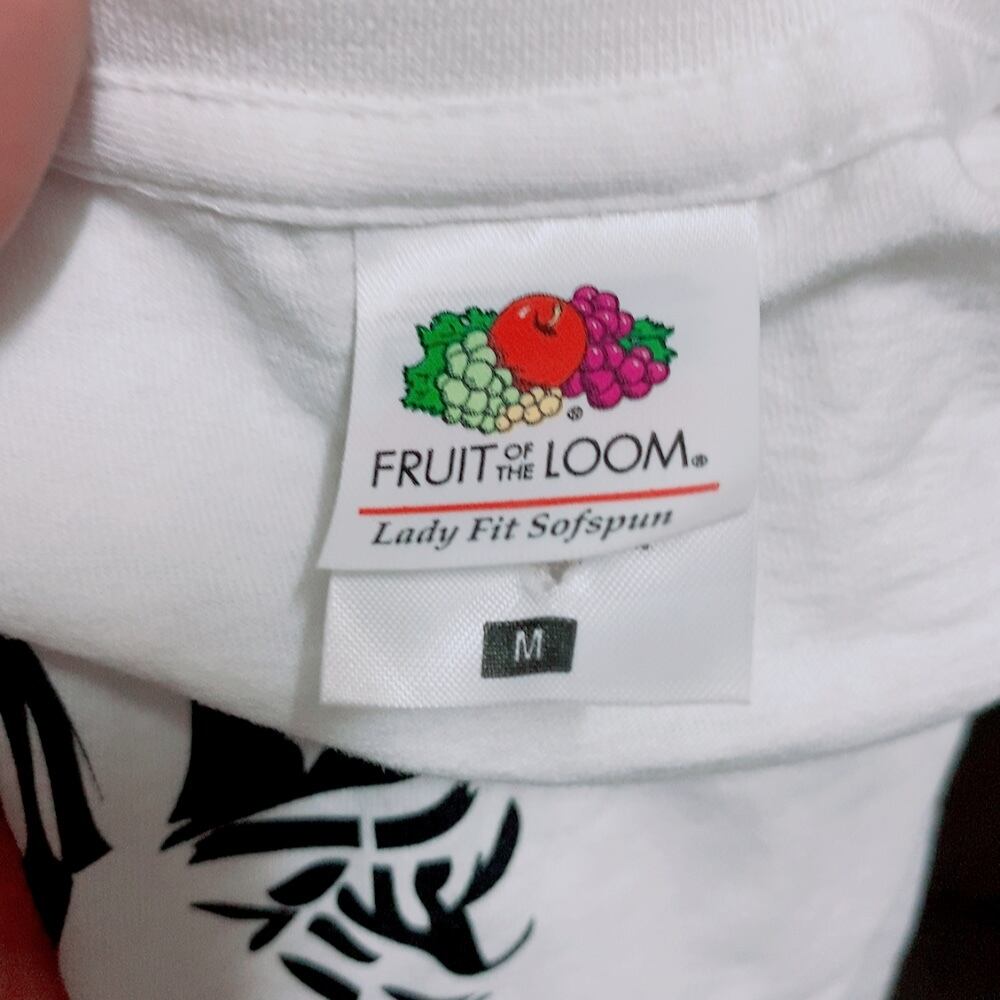 FRUIT OF THE LOOM®
Lady Fit Sofspun
M